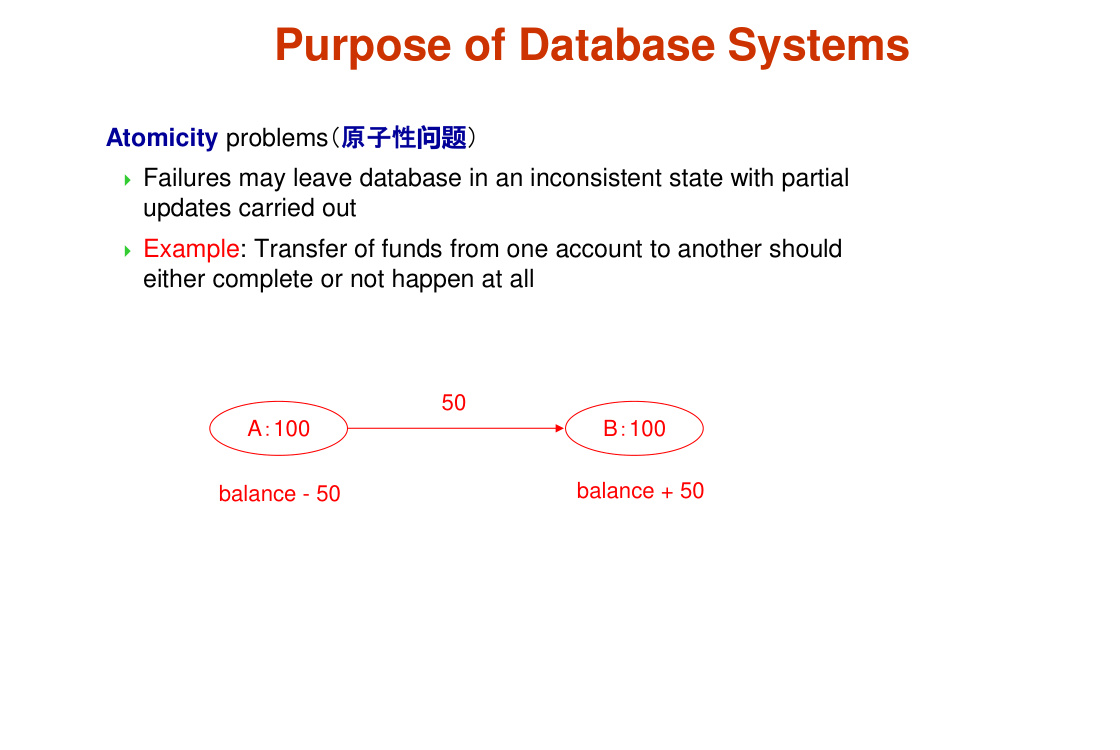 Purpose of Database Systems
Atomicity problems（原子性问题）
Failures may leave database in an inconsistent state with partial
updates carried out
Example: Transfer of funds from one account to another should
either complete or not happen at all
50
A：100
B：100
balance - 50
balance + 50